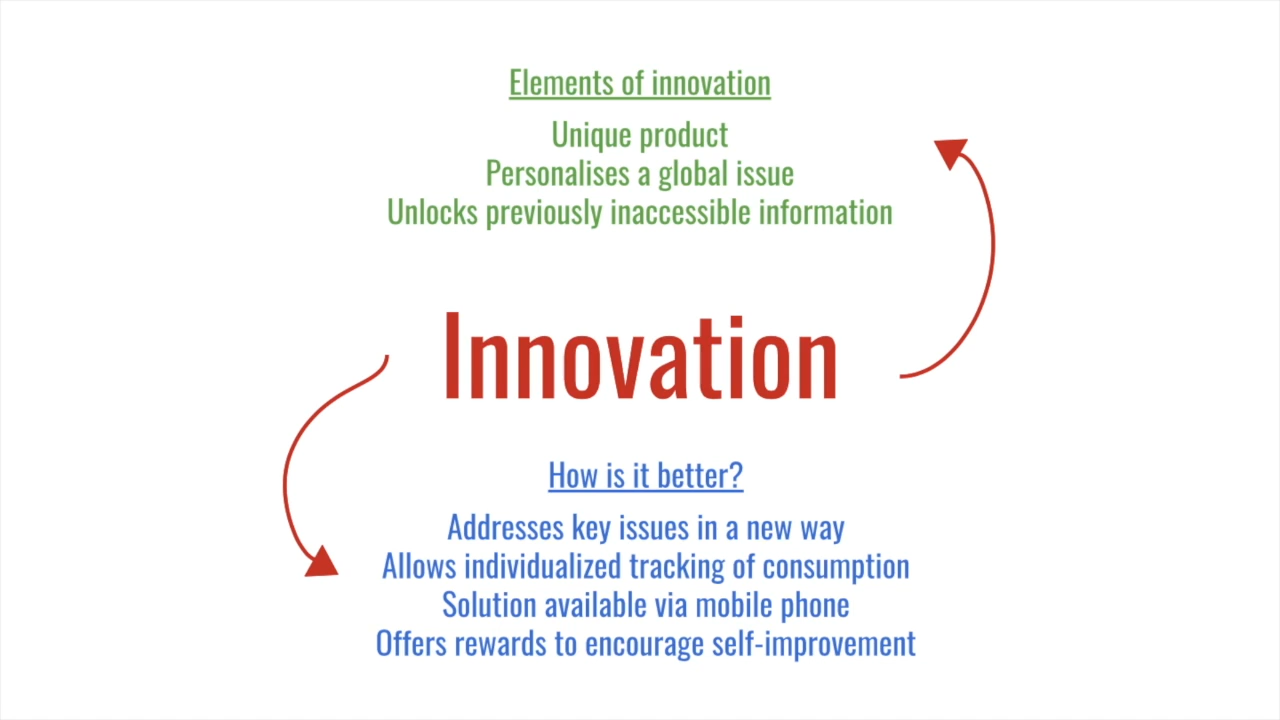 Elements of innovation
Unique product
Personalises a global issue
Unlocks previously inaccessible information
Innovation
How is it better?
Addresses key issues in a new way
Allows individualized tracking of consumption
Solution available via mobile phone
Offers rewards to encourage self-improvement